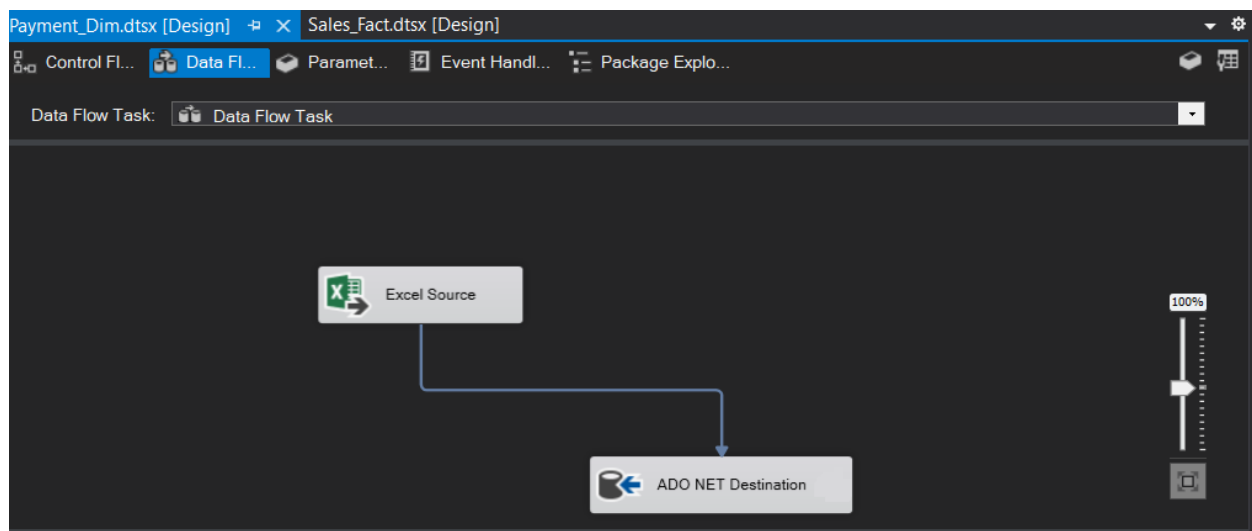 Payment_Dim.dtsx [Design] Sales_Fact.dtsx [Design]
Control Fl... Data Fl... Paramet... Event Handl... Package Explo...
Data Flow Task: Data Flow Task
Excel Source
100%
ADO NET Destination